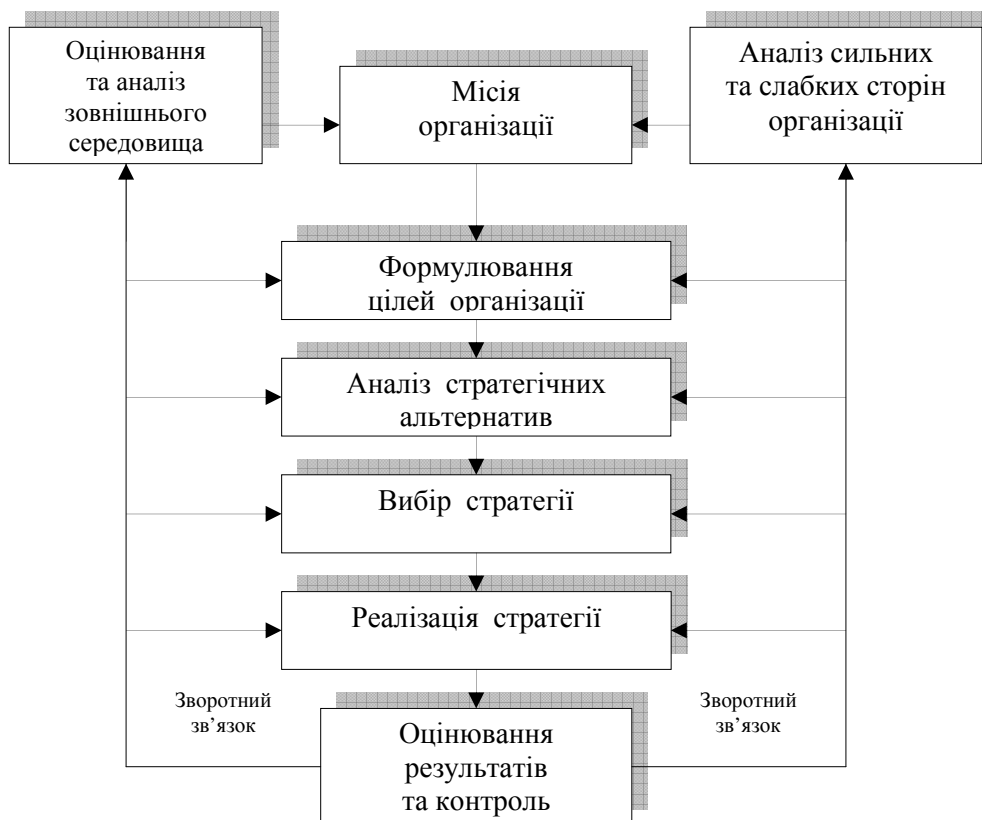 Оцінювання
та аналіз
зовнішнього
середовища
Місія
організації
Аналіз сильних
та слабких сторін
організації
Формулювання
цілей організації
Аналіз стратегічних
альтернатив
Вибір стратегії
Реалізація стратегії
Зворотний
зв’язок
Зворотний
зв’язок
Оцінювання
результатів
та контроль